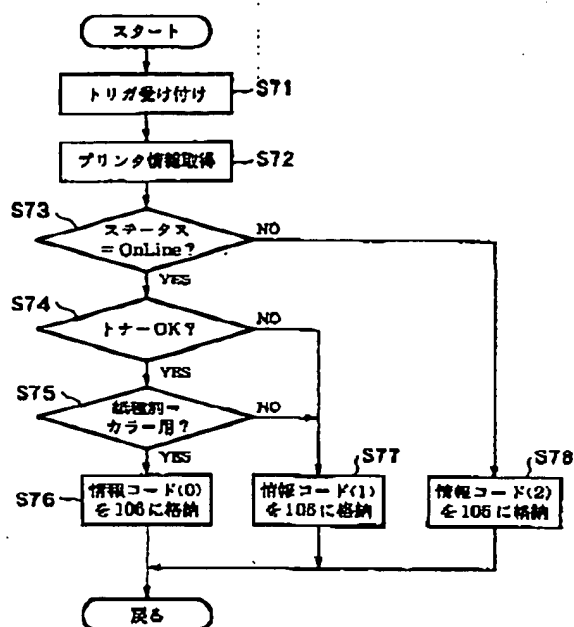 スタート
トリガ受け付け
S71
プリンタ情報取得
S72
S73
ステータス
= OnLine?
NO
YES
S74
トナーOK?
NO
YES
S75
紙種別=
カラー用?
NO
YES
S76
情報コード(0)
を106に格納
S77
情報コード(1)
を106に格納
S78
情報コード(2)
を106に格納
戻る